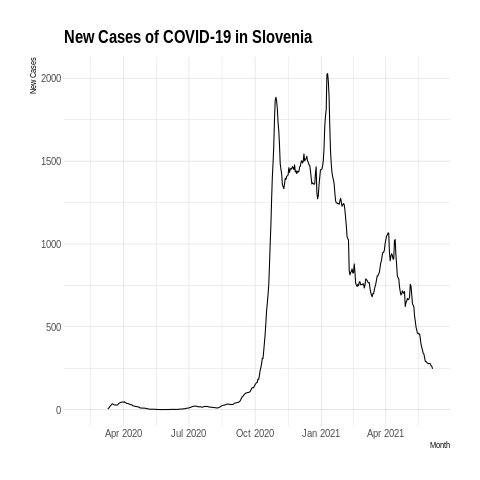 New Cases of COVID-19 in Slovenia
New Cases
2000
1500
1000
500
0
Apr 2020 Jul 2020 Oct 2020 Jan 2021 Apr 2021
Month